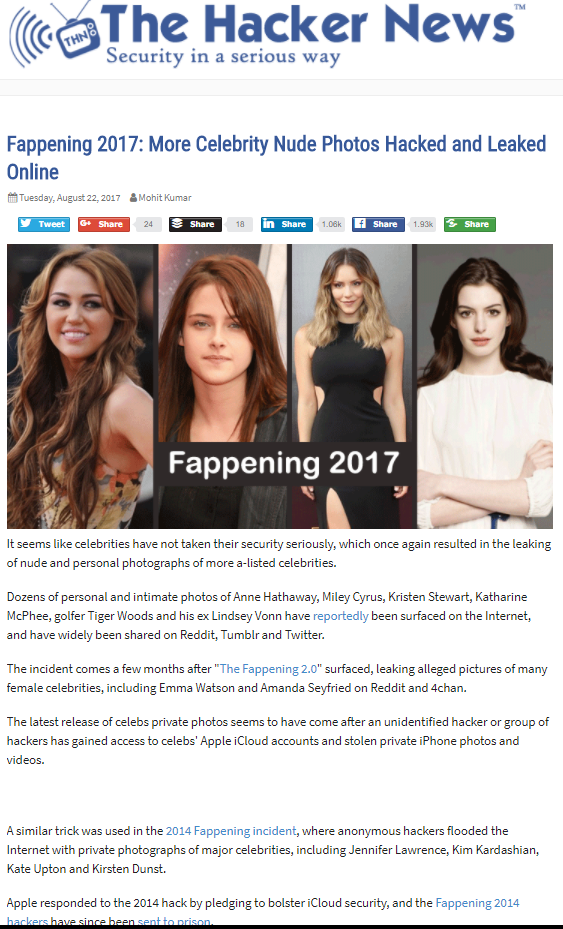 The Hacker News™
THN
Security in a serious way
Fappening 2017: More Celebrity Nude Photos Hacked and Leaked
Online
Tuesday, August 22, 2017 Mohit Kumar
Tweet G+ Share 24 Share 18 in Share 1.06k f Share 1.93k S Share
Fappening 2017
It seems like celebrities have not taken their security seriously, which once again resulted in the leaking
of nude and personal photographs of more a-listed celebrities.
Dozens of personal and intimate photos of Anne Hathaway, Miley Cyrus, Kristen Stewart, Katharine
McPhee, golfer Tiger Woods and his ex Lindsey Vonn have reportedly been surfaced on the Internet,
and have widely been shared on Reddit, Tumblr and Twitter.
The incident comes a few months after "The Fappening 2.0" surfaced, leaking alleged pictures of many
female celebrities, including Emma Watson and Amanda Seyfried on Reddit and 4chan.
The latest release of celebs private photos seems to have come after an unidentified hacker or group of
hackers has gained access to celebs' Apple iCloud accounts and stolen private iPhone photos and
videos.
A similar trick was used in the 2014 Fappening incident, where anonymous hackers flooded the
Internet with private photographs of major celebrities, including Jennifer Lawrence, Kim Kardashian,
Kate Upton and Kirsten Dunst.
Apple responded to the 2014 hack by pledging to bolster iCloud security, and the Fappening 2014
hackers have since been sent to prison.